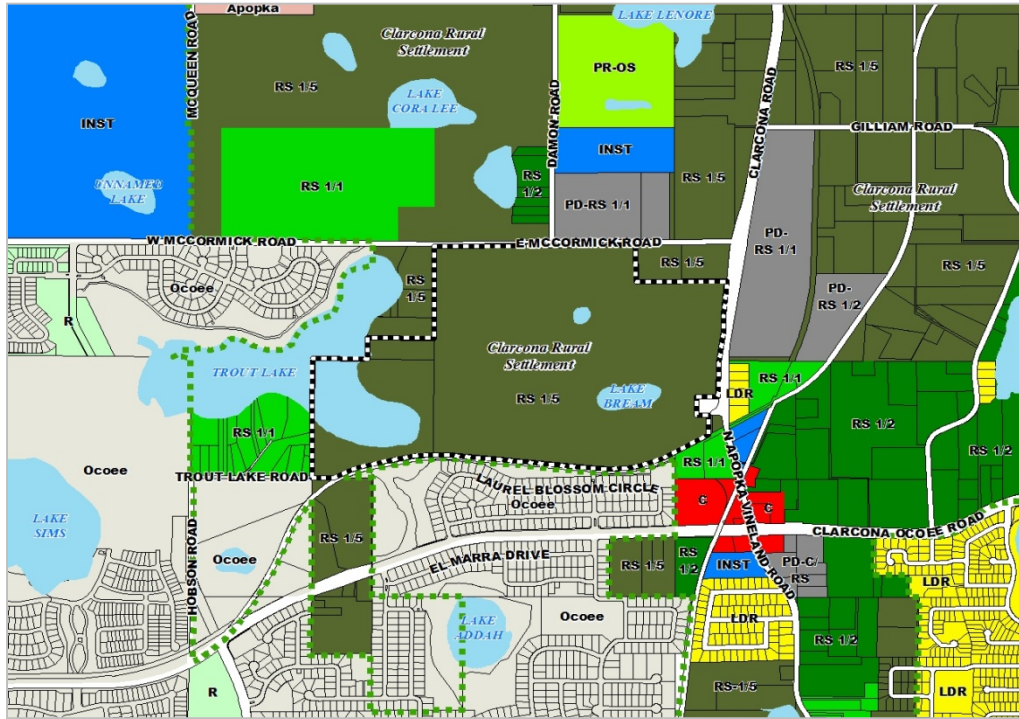 Apopka
LAKE LENORE
MCQUEEN ROAD
Clarcona Rural
Settlement
PR-OS
RS 1/5
RS 1/5
LAKE
CORA LEE
DAMON ROAD
CLARCONA ROAD
INST
GILLIAM ROAD
INST
RS 1/1
RS
1/2
RS 1/5
UNNAMED
LAKE
Clarcona Rural
Settlement
PD-RS 1/1
PD-
RS 1/1
W MCCORMICK ROAD
E MCCORMICK ROAD
RS 1/5
RS 1/5
Ocoee
RS
1/5
PD-
RS 1/2
R
Clarcona Rural
Settlement
TROUT LAKE
RS 1/1
LDR
RS 1/5
LAKE
BREAM
RS 1/2
RS 1/1
N APOPKA VINELAND ROAD
RS 1/2
Ocoee
RS 1/1
TROUT LAKE ROAD
LAUREL BLOSSOM CIRCLE
Ocoee
C
C
LAKE
SIMS
CLARCONA OCOEE ROAD
HOBSON ROAD
RS 1/5
Ocoee
EL MARRA DRIVE
RS 1/5
RS
1/2
INST
PD-C/
RS
LDR
LDR
LAKE
ADDAH
Ocoee
LDR
RS 1/2
R
RS-1/5
LDR